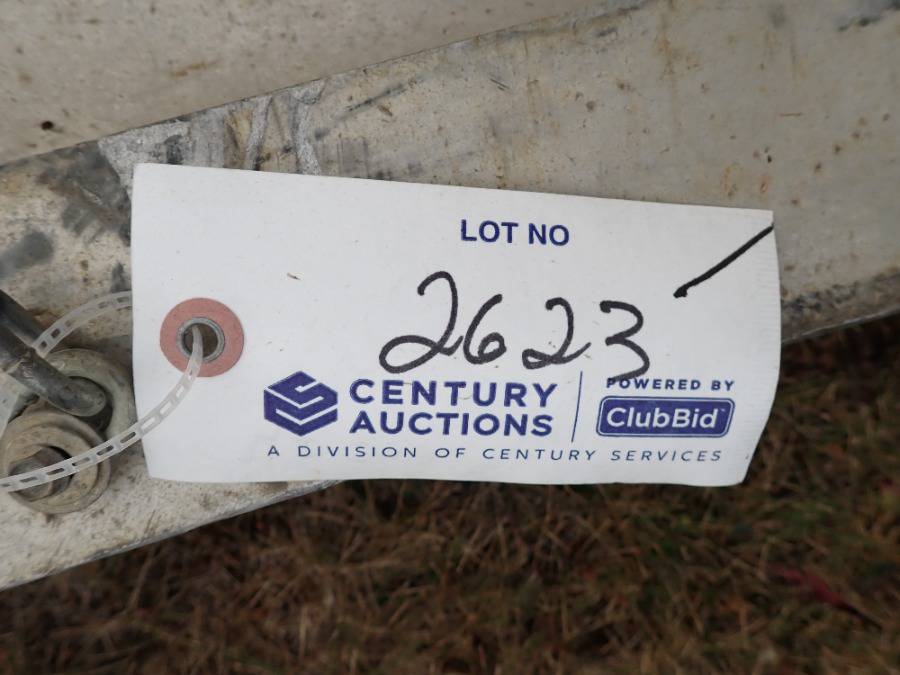 LOT NO
2623
CENTURY
AUCTIONS
A DIVISION OF CENTURY SERVICES
POWERED BY
ClubBid